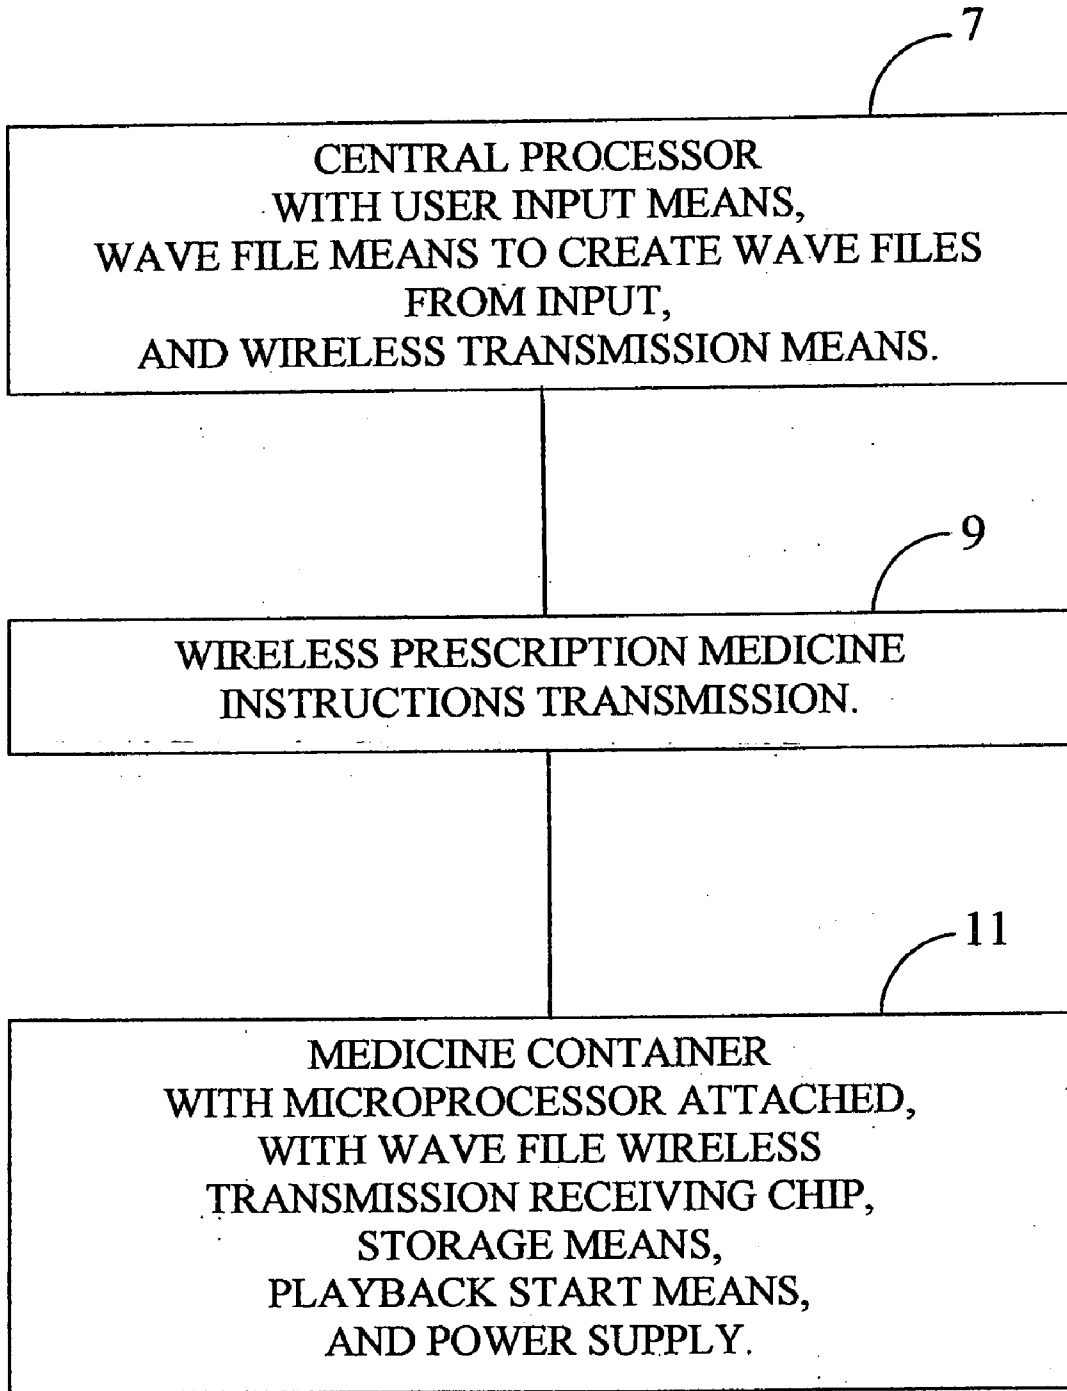 7
CENTRAL PROCESSOR
WITH USER INPUT MEANS,
WAVE FILE MEANS TO CREATE WAVE FILES
FROM INPUT,
AND WIRELESS TRANSMISSION MEANS.
9
WIRELESS PRESCRIPTION MEDICINE
INSTRUCTIONS TRANSMISSION.
11
MEDICINE CONTAINER
WITH MICROPROCESSOR ATTACHED,
WITH WAVE FILE WIRELESS
TRANSMISSION RECEIVING CHIP,
STORAGE MEANS,
PLAYBACK START MEANS,
AND POWER SUPPLY.